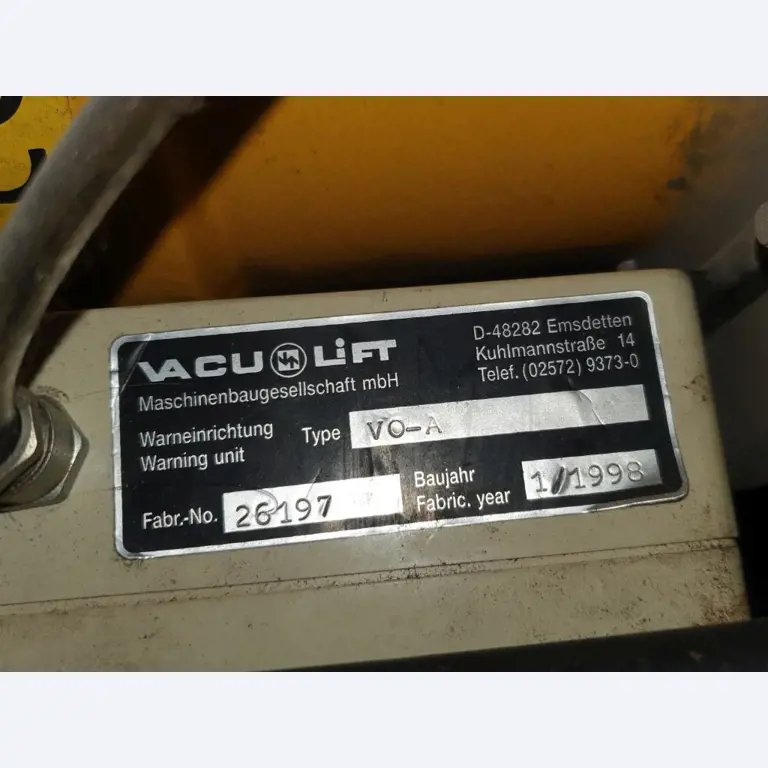 VACU LIFT
Maschinenbaugesellschaft mbH
D-48282 Emsdetten
Kuhlmannstraße 14
Telef. (02572) 9373-0
Warneinrichtung
Warning unit
Type VO-A
Fabr.-No. 26197
Baujahr
Fabric. year 1/1998